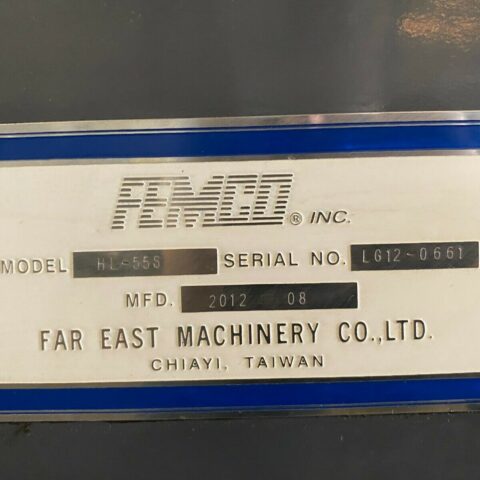 FEMCO ® INC.
MODEL HL-55S SERIAL NO. LG12-0661
MFD. 2012 08
FAR EAST MACHINERY CO.,LTD.
CHIAYI, TAIWAN